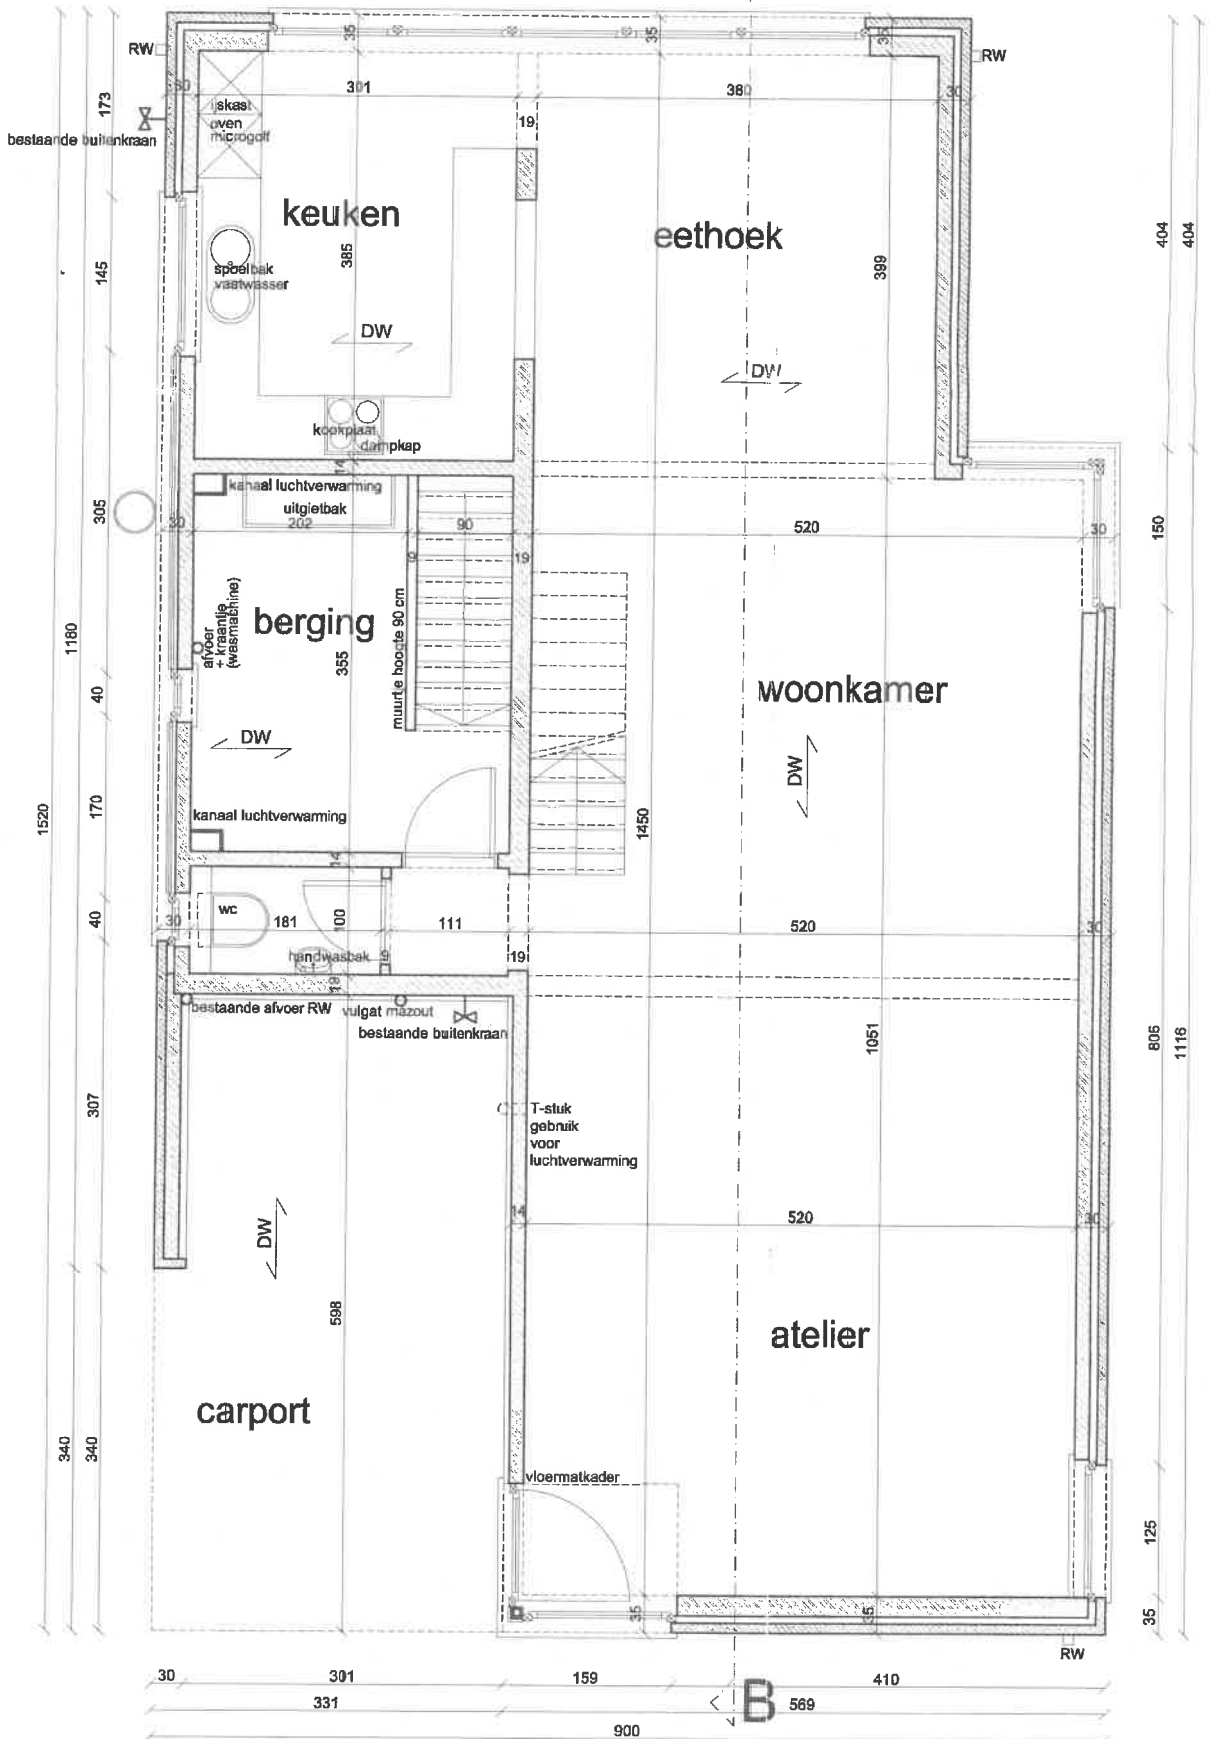 35
35
35
RW
RW
30
301
380
30
ijskast
oven
microgolf
19
173
bestaande buitenkraan
keuken
eethoek
404
404
385
399
145
spoelbak
vaatwasser
DW
DW
kookplaat
dampkap
14
kanaal luchtverwarming
uitgietbak
305
30
202
90
520
30
150
9
19
berging
afvoer
+ kraantje
(wasmachine)
355
muurtje hoogte 90 cm
1180
40
woonkamer
DW
DW
170
kanaal luchtverwarming
1520
1450
14
wc
40
30
181
100
111
520
30
handwasbak
9
19
19
bestaande afvoer RW
vulgat mazout
bestaande buitenkraan
1051
806
1116
307
T-stuk
gebruik
voor
luchtverwarming
14
520
30
DW
598
atelier
carport
340
340
vloermatkader
125
35
35
35
RW
30
301
159
410
331
B
569
900